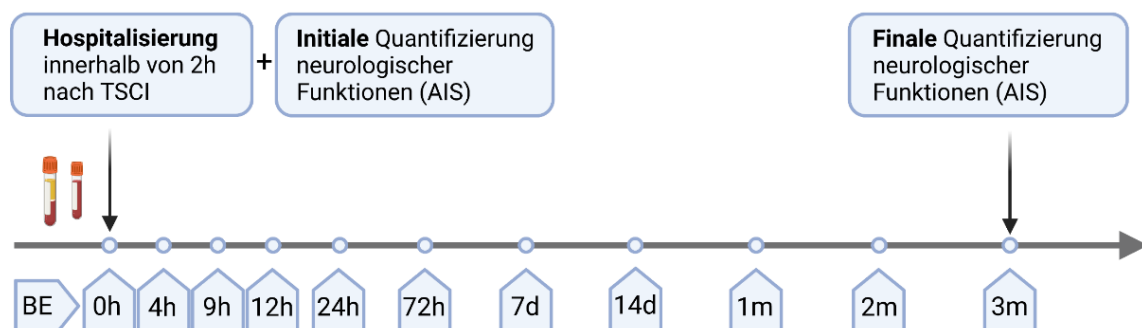 Hospitalisierung
innerhalb von 2h
nach TSCI
+
Initiale Quantifizierung
neurologischer
Funktionen (AIS)
Finale Quantifizierung
neurologischer
Funktionen (AIS)
BE 0h 4h 9h 12h 24h 72h 7d 14d 1m 2m 3m